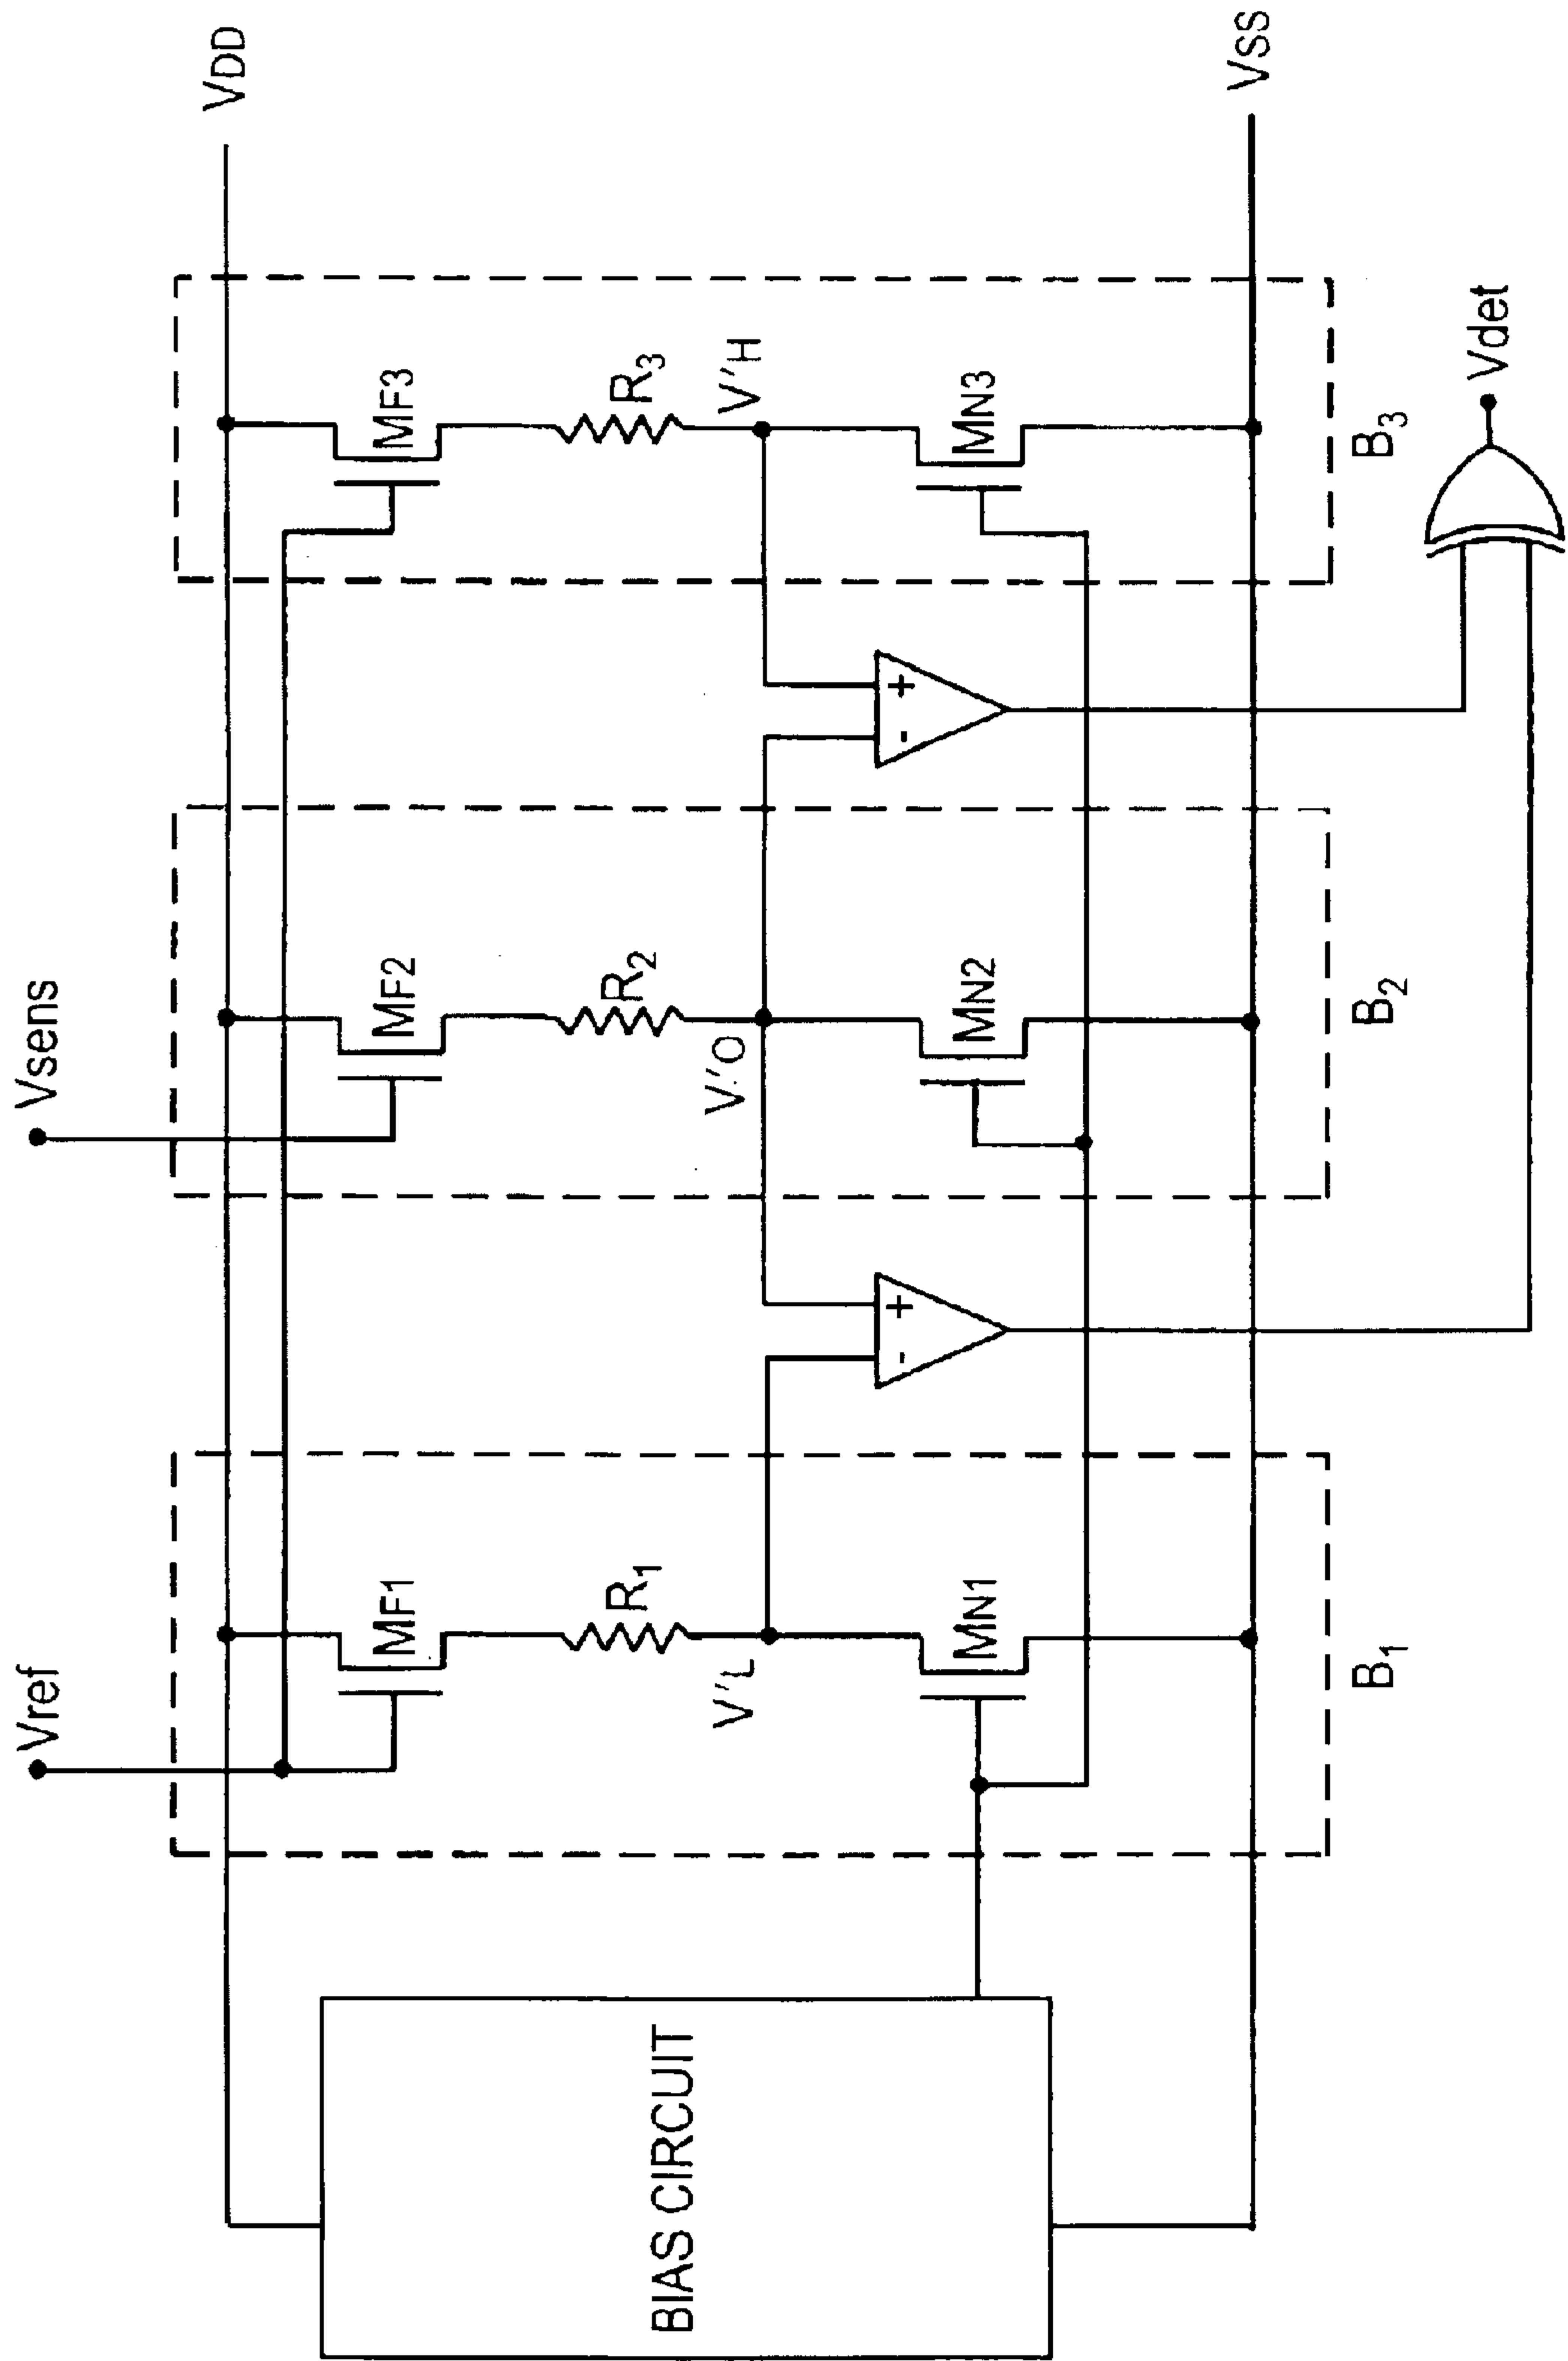 Vref
Vsens
VDD
MF1
MF2
MF3
R1
R2
R3
V'L
V'O
V'H
- +
- +
MN1
MN2
MN3
BIAS CIRCUIT
VSS
B1
B2
B3
Vdet